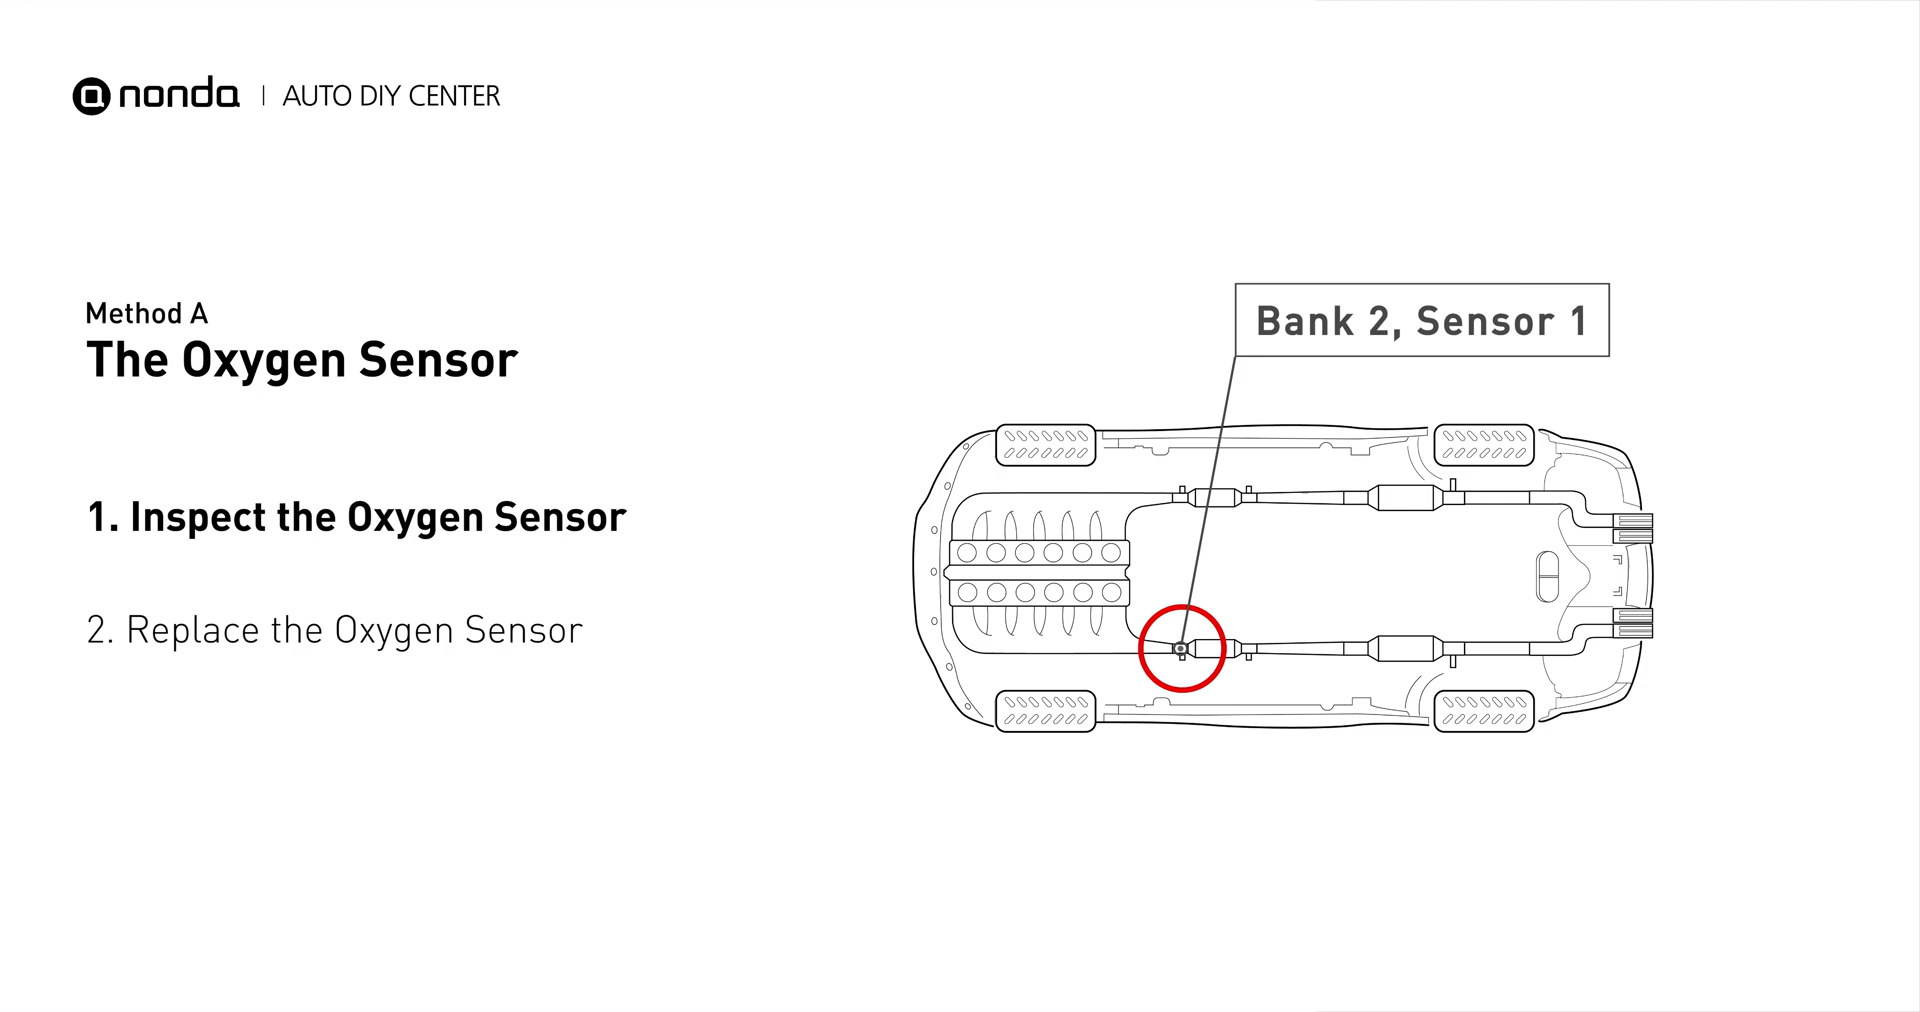 nonda | AUTO DIY CENTER
Method A
The Oxygen Sensor
Bank 2, Sensor 1
1. Inspect the Oxygen Sensor
2. Replace the Oxygen Sensor